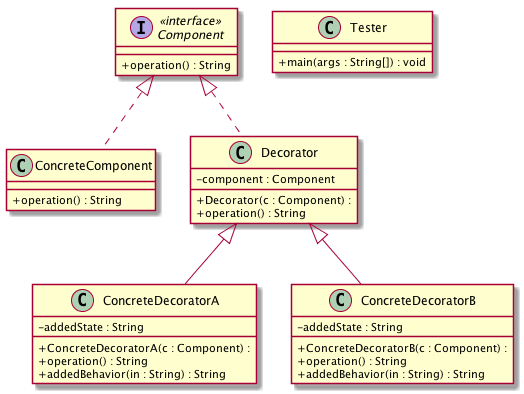 I
«interface»
Component
+operation() : String
C
Tester
+main(args : String[]) : void
C
ConcreteComponent
+operation() : String
C
Decorator
-component : Component
+Decorator(c : Component) :
+operation() : String
C
ConcreteDecoratorA
-addedState : String
+ConcreteDecoratorA(c : Component) :
+operation() : String
+addedBehavior(in : String) : String
C
ConcreteDecoratorB
-addedState : String
+ConcreteDecoratorB(c : Component) :
+operation() : String
+addedBehavior(in : String) : String